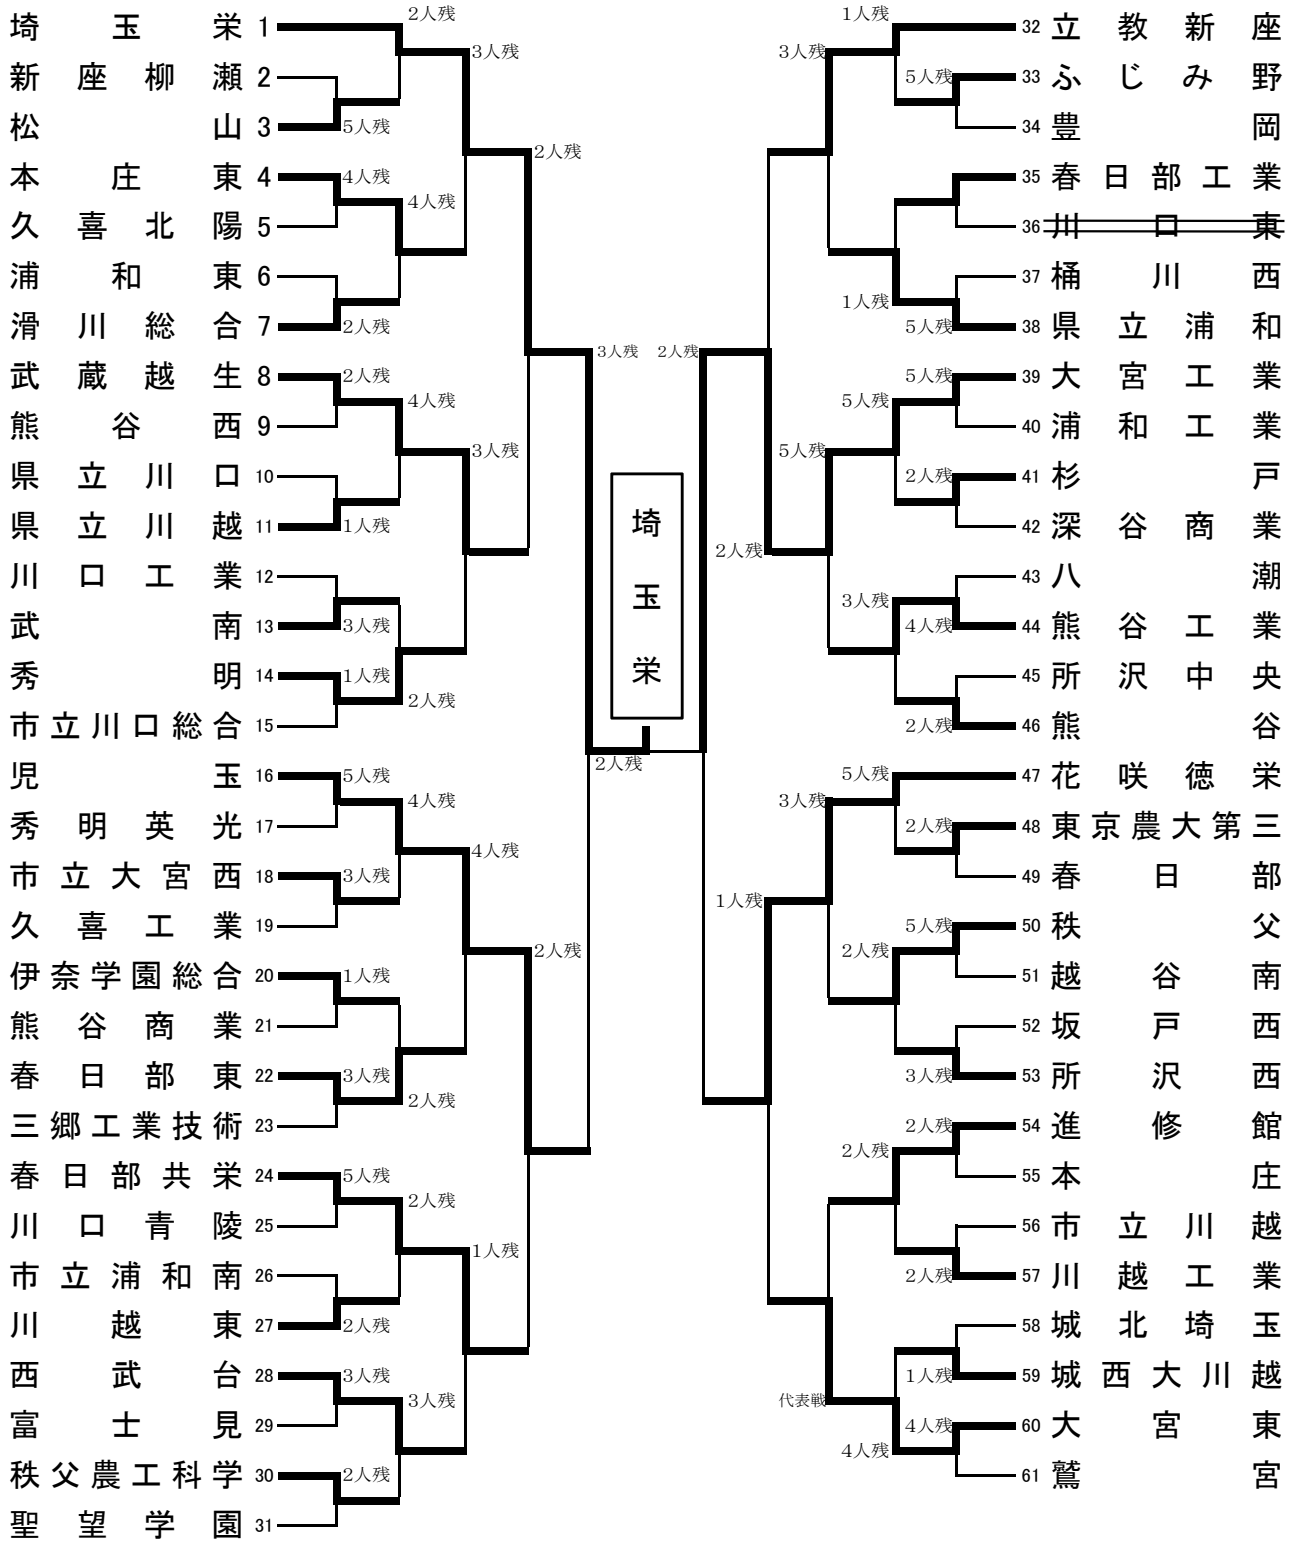 埼玉栄 1
新座柳瀬 2
松山 3
本庄東 4
久喜北陽 5
浦和東 6
滑川総合 7
武蔵越生 8
熊谷西 9
県立川口 10
県立川越 11
川口工業 12
武南 13
秀明 14
市立川口総合 15
児玉 16
秀明英光 17
市立大宮西 18
久喜工業 19
伊奈学園総合 20
熊谷商業 21
春日部東 22
三郷工業技術 23
春日部共栄 24
川口青陵 25
市立浦和南 26
川越東 27
西武台 28
富士見 29
秩父農工科学 30
聖望学園 31
5人残
4人残
2人残
2人残
1人残
3人残
1人残
5人残
3人残
1人残
3人残
5人残
2人残
3人残
2人残
2人残
4人残
4人残
2人残
4人残
2人残
2人残
3人残
3人残
3人残
4人残
1人残
2人残
2人残
3人残
2人残
埼玉栄
2人残
2人残
1人残
3人残
5人残
3人残
代表戦
1人残
1人残
5人残
3人残
5人残
2人残
2人残
4人残
5人残
5人残
5人残
2人残
4人残
2人残
2人残
5人残
3人残
2人残
2人残
1人残
4人残
32 立教新座
33 ふじみ野
34 豊岡
35 春日部工業
36 川口東
37 桶川西
38 県立浦和
39 大宮工業
40 浦和工業
41 杉戸
42 深谷商業
43 八潮
44 熊谷工業
45 所沢中央
46 熊谷
47 花咲徳栄
48 東京農大第三
49 春日部
50 秩父
51 越谷南
52 坂戸西
53 所沢西
54 進修館
55 本庄
56 市立川越
57 川越工業
58 城北埼玉
59 城西大川越
60 大宮東
61 鷲宮